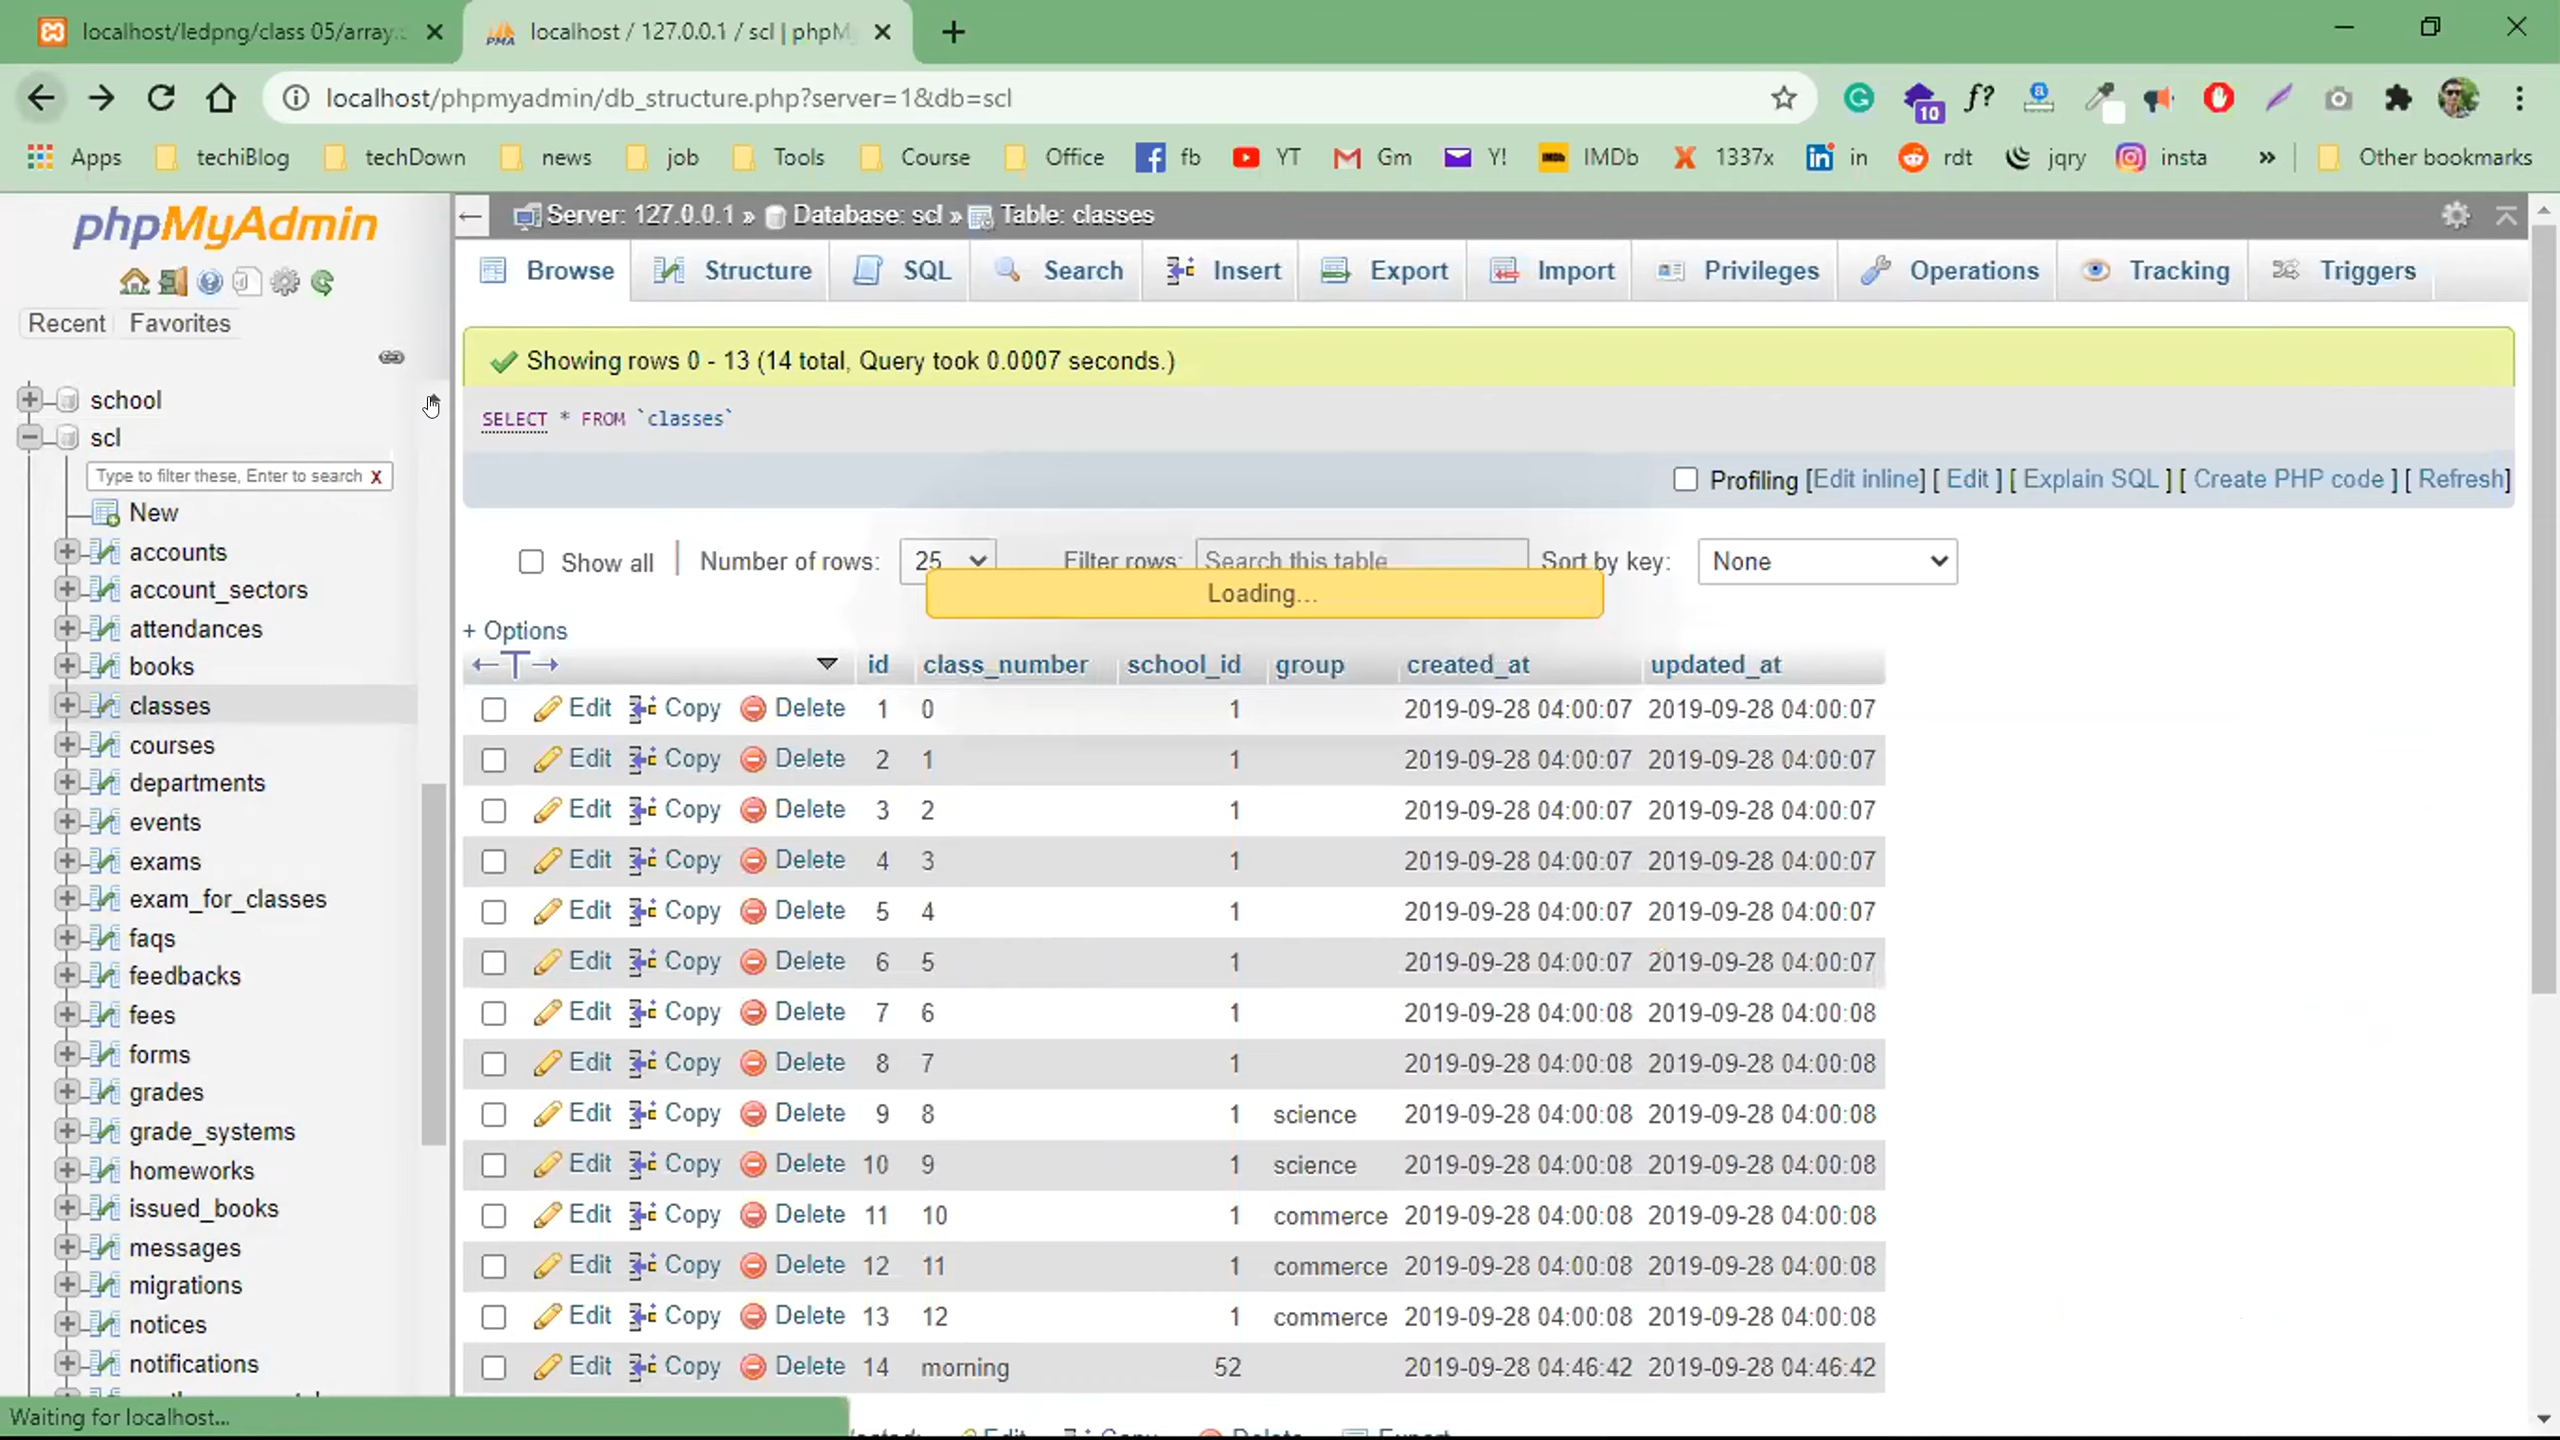 localhost/ledpng/class 05/array.
localhost / 127.0.0.1 / scl | phpMy
localhost/phpmyadmin/db_structure.php?server=1&db=scl
10
Apps techiBlog techDown news job Tools Course Office fb YT Gm Y! IMDb 1337x in rdt jqry insta » Other bookmarks
phpMyAdmin
Server: 127.0.0.1 » Database: scl » Table: classes
Browse Structure SQL Search Insert Export Import Privileges Operations Tracking Triggers
Recent Favorites
school
scl
Type to filter these, Enter to search X
New
accounts
account_sectors
attendances
books
classes
courses
departments
events
exams
exam_for_classes
faqs
feedbacks
fees
forms
grades
grade_systems
homeworks
issued_books
messages
migrations
notices
notifications
Waiting for localhost...
Showing rows 0 - 13 (14 total, Query took 0.0007 seconds.)
SELECT * FROM `classes`
Profiling [Edit inline] [ Edit ] [ Explain SQL ] [ Create PHP code ] [ Refresh]
Show all | Number of rows: 25 Filter rows: Search this table Sort by key: None
Loading...
+ Options
←T→ id class_number school_id group created_at updated_at
Edit Copy Delete 1 0 1 2019-09-28 04:00:07 2019-09-28 04:00:07
Edit Copy Delete 2 1 1 2019-09-28 04:00:07 2019-09-28 04:00:07
Edit Copy Delete 3 2 1 2019-09-28 04:00:07 2019-09-28 04:00:07
Edit Copy Delete 4 3 1 2019-09-28 04:00:07 2019-09-28 04:00:07
Edit Copy Delete 5 4 1 2019-09-28 04:00:07 2019-09-28 04:00:07
Edit Copy Delete 6 5 1 2019-09-28 04:00:07 2019-09-28 04:00:07
Edit Copy Delete 7 6 1 2019-09-28 04:00:08 2019-09-28 04:00:08
Edit Copy Delete 8 7 1 2019-09-28 04:00:08 2019-09-28 04:00:08
Edit Copy Delete 9 8 1 science 2019-09-28 04:00:08 2019-09-28 04:00:08
Edit Copy Delete 10 9 1 science 2019-09-28 04:00:08 2019-09-28 04:00:08
Edit Copy Delete 11 10 1 commerce 2019-09-28 04:00:08 2019-09-28 04:00:08
Edit Copy Delete 12 11 1 commerce 2019-09-28 04:00:08 2019-09-28 04:00:08
Edit Copy Delete 13 12 1 commerce 2019-09-28 04:00:08 2019-09-28 04:00:08
Edit Copy Delete 14 morning 52 2019-09-28 04:46:42 2019-09-28 04:46:42
Edit Copy Delete Export